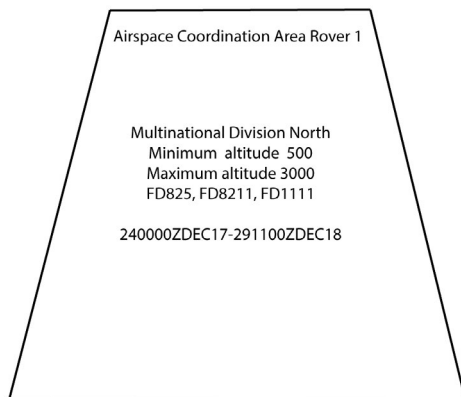 Airspace Coordination Area Rover 1
Multinational Division North
Minimum altitude 500
Maximum altitude 3000
FD825, FD8211, FD1111
240000ZDEC17-291100ZDEC18